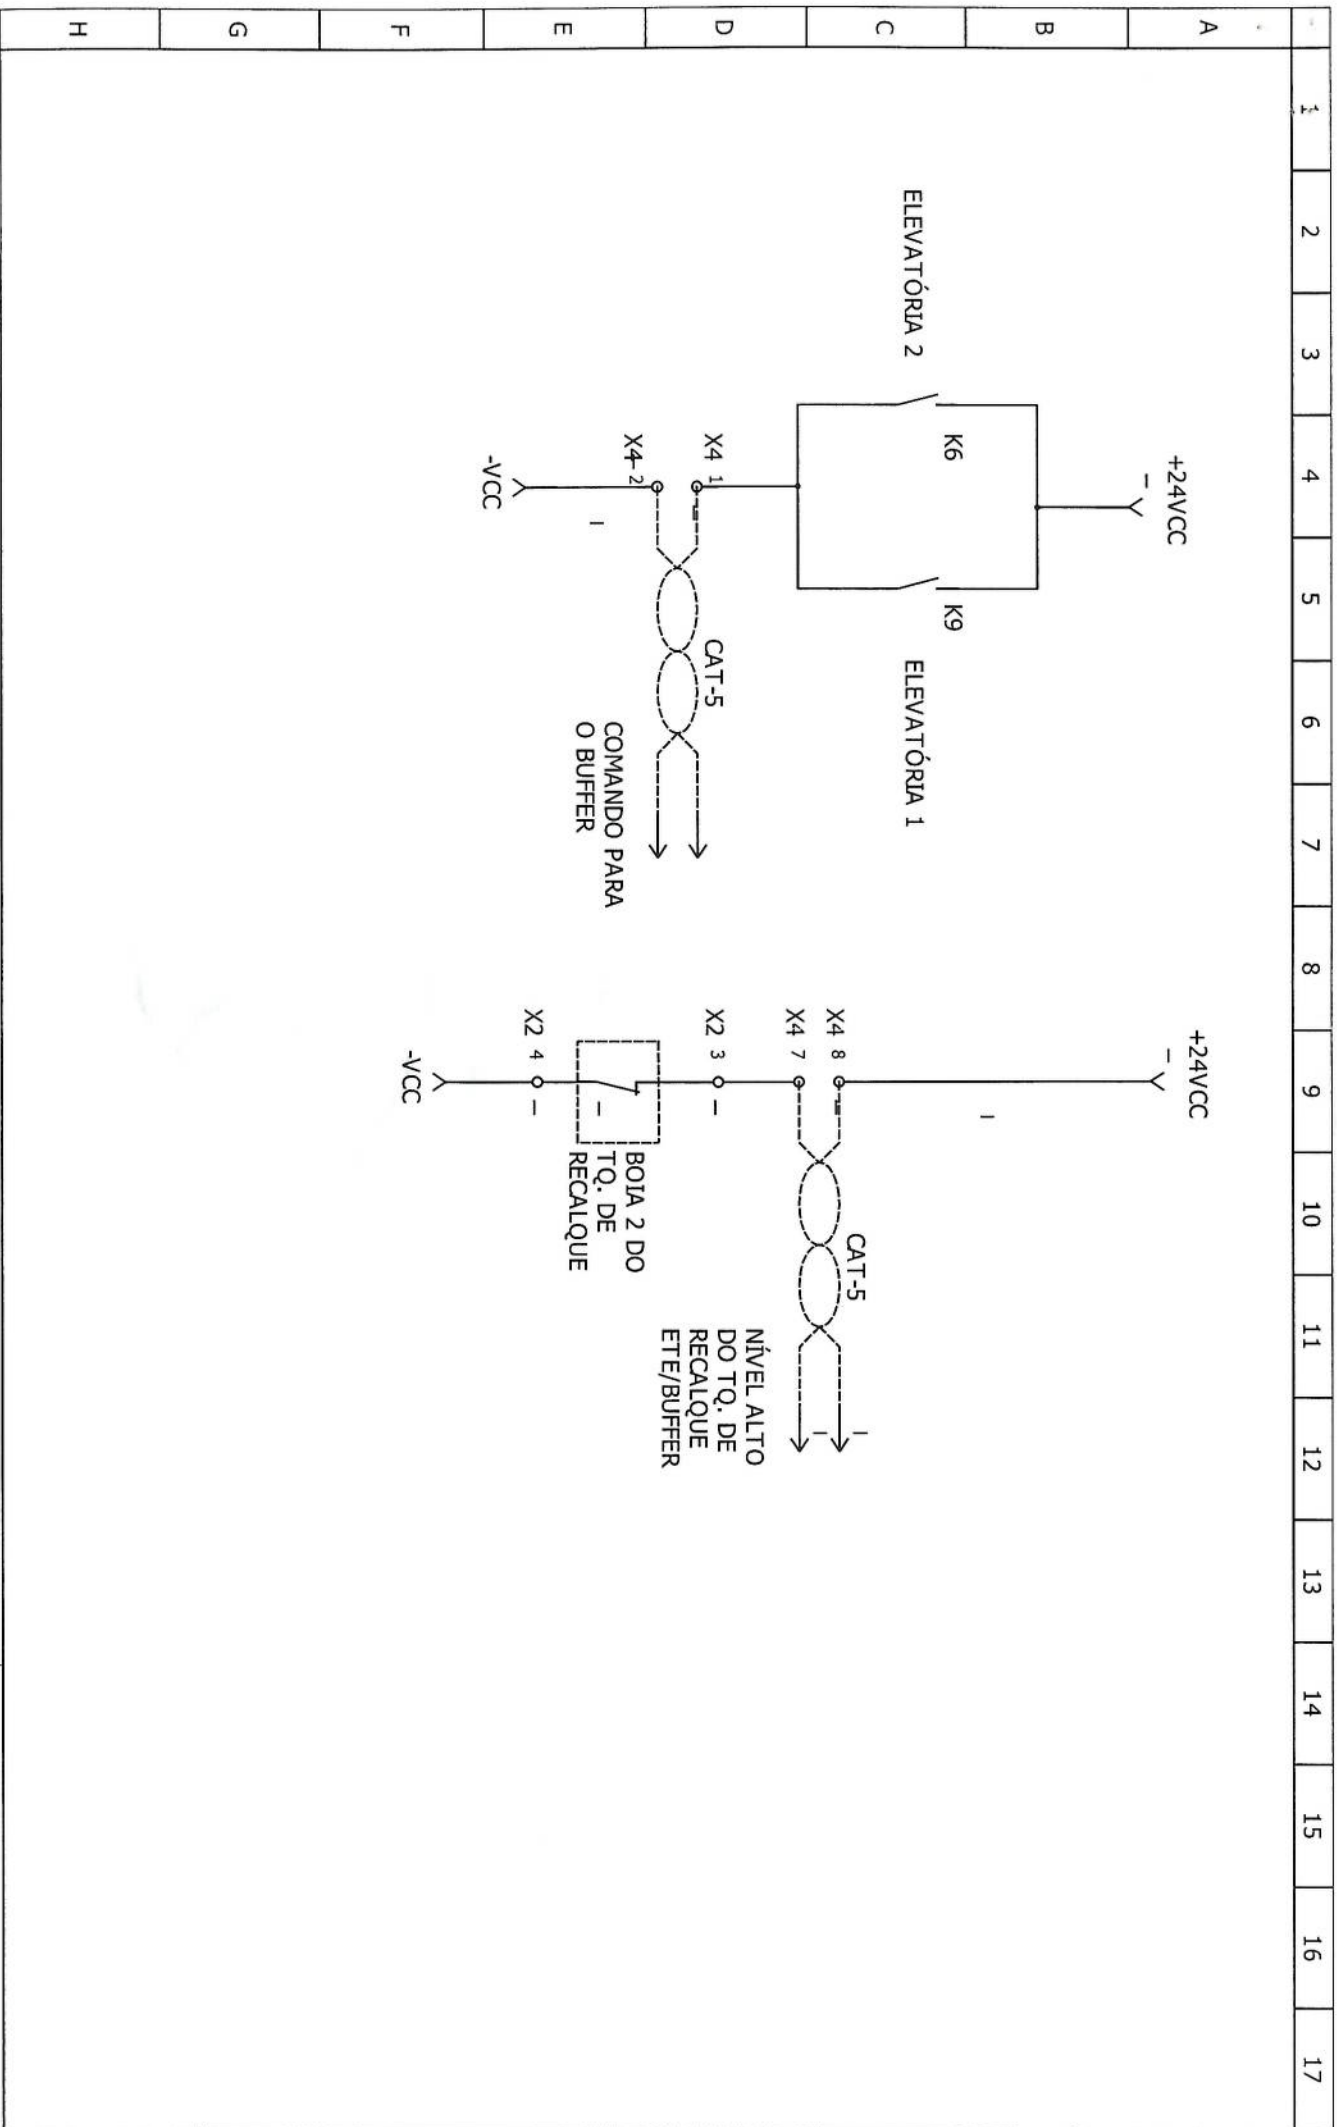 1 2 3 4 5 6 7 8 9 10 11 12 13 14 15 16 17
A
B
C
D
E
F
G
H
+24VCC
K6
K9
ELEVATÓRIA 2
ELEVATÓRIA 1
X4 1
X4 2
CAT-5
COMANDO PARA
O BUFFER
-VCC
+24VCC
X4 8
X4 7
CAT-5
NÍVEL ALTO
DO TQ. DE
RECALQUE
ETE/BUFFER
X2 3
BOIA 2 DO
TQ. DE
RECALQUE
X2 4
-VCC